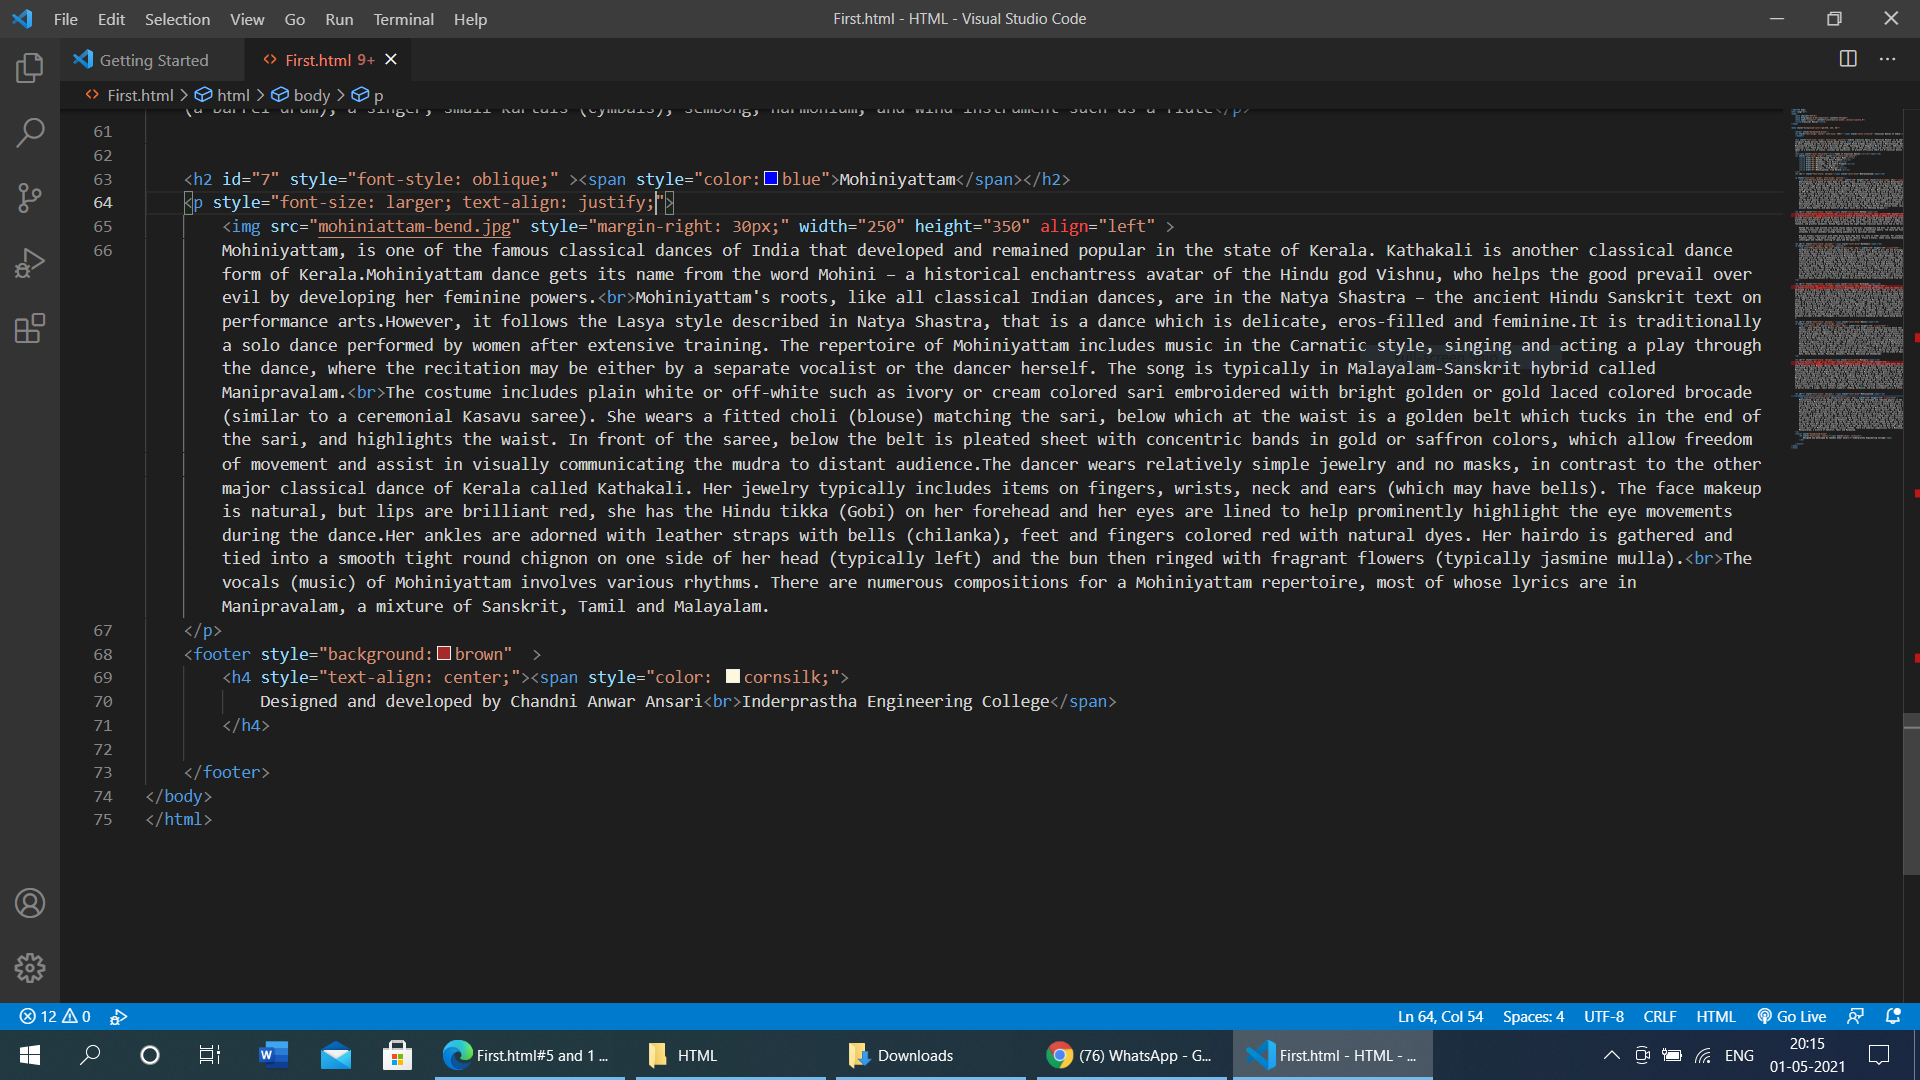 File Edit Selection View Go Run Terminal Help
First.html - HTML - Visual Studio Code
Getting Started
First.html 9+
First.html > html > body > p
(a barrel drum), a singer, small kartals (cymbals), sembong, harmonium, and wind instrument such as a flute</p>
61
62
63 <h2 id="7" style="font-style: oblique;" ><span style="color:blue">Mohiniyattam</span></h2>
64 <p style="font-size: larger; text-align: justify;">
65 <img src="mohiniattam-bend.jpg" style="margin-right: 30px;" width="250" height="350" align="left" >
66 Mohiniyattam, is one of the famous classical dances of India that developed and remained popular in the state of Kerala. Kathakali is another classical dance
form of Kerala.Mohiniyattam dance gets its name from the word Mohini – a historical enchantress avatar of the Hindu god Vishnu, who helps the good prevail over
evil by developing her feminine powers.<br>Mohiniyattam's roots, like all classical Indian dances, are in the Natya Shastra – the ancient Hindu Sanskrit text on
performance arts.However, it follows the Lasya style described in Natya Shastra, that is a dance which is delicate, eros-filled and feminine.It is traditionally
a solo dance performed by women after extensive training. The repertoire of Mohiniyattam includes music in the Carnatic style, singing and acting a play through
the dance, where the recitation may be either by a separate vocalist or the dancer herself. The song is typically in Malayalam-Sanskrit hybrid called
Manipravalam.<br>The costume includes plain white or off-white such as ivory or cream colored sari embroidered with bright golden or gold laced colored brocade
(similar to a ceremonial Kasavu saree). She wears a fitted choli (blouse) matching the sari, below which at the waist is a golden belt which tucks in the end of
the sari, and highlights the waist. In front of the saree, below the belt is pleated sheet with concentric bands in gold or saffron colors, which allow freedom
of movement and assist in visually communicating the mudra to distant audience.The dancer wears relatively simple jewelry and no masks, in contrast to the other
major classical dance of Kerala called Kathakali. Her jewelry typically includes items on fingers, wrists, neck and ears (which may have bells). The face makeup
is natural, but lips are brilliant red, she has the Hindu tikka (Gobi) on her forehead and her eyes are lined to help prominently highlight the eye movements
during the dance.Her ankles are adorned with leather straps with bells (chilanka), feet and fingers colored red with natural dyes. Her hairdo is gathered and
tied into a smooth tight round chignon on one side of her head (typically left) and the bun then ringed with fragrant flowers (typically jasmine mulla).<br>The
vocals (music) of Mohiniyattam involves various rhythms. There are numerous compositions for a Mohiniyattam repertoire, most of whose lyrics are in
Manipravalam, a mixture of Sanskrit, Tamil and Malayalam.
67 </p>
68 <footer style="background:brown"  >
69 <h4 style="text-align: center;"><span style="color: cornsilk;">
70 Designed and developed by Chandni Anwar Ansari<br>Inderprastha Engineering College</span>
71 </h4>
72
73 </footer>
74 </body>
75 </html>
12 0
Ln 64, Col 54 Spaces: 4 UTF-8 CRLF HTML Go Live
First.html#5 and 1 ...
HTML
Downloads
(76) WhatsApp - G...
First.html - HTML - ...
ENG
20:15
01-05-2021